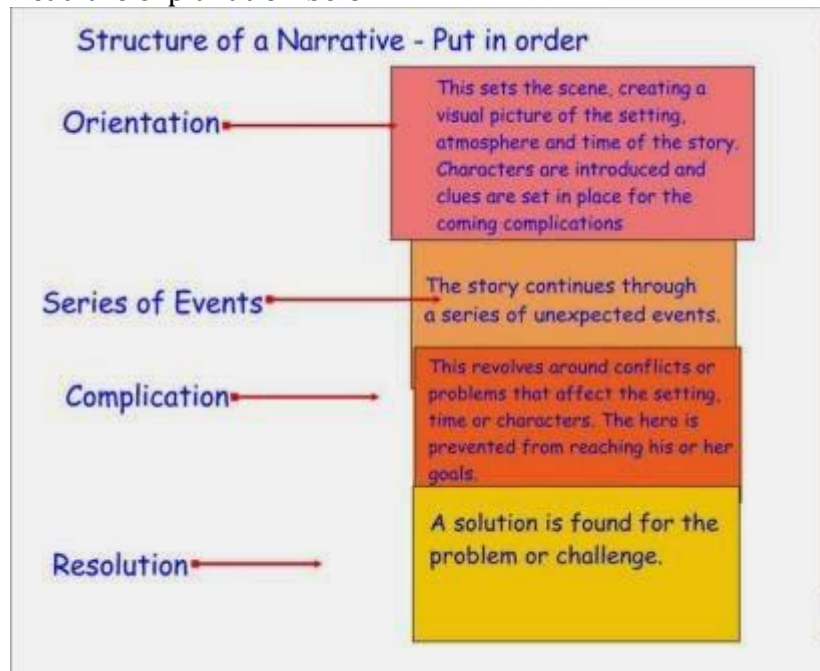 Structure of a Narrative - Put in order
Orientation
This sets the scene, creating a
visual picture of the setting,
atmosphere and time of the story.
Characters are introduced and
clues are set in place for the
coming complications
Series of Events
The story continues through
a series of unexpected events.
Complication
This revolves around conflicts or
problems that affect the setting,
time or characters. The hero is
prevented from reaching his or her
goals.
Resolution
A solution is found for the
problem or challenge.